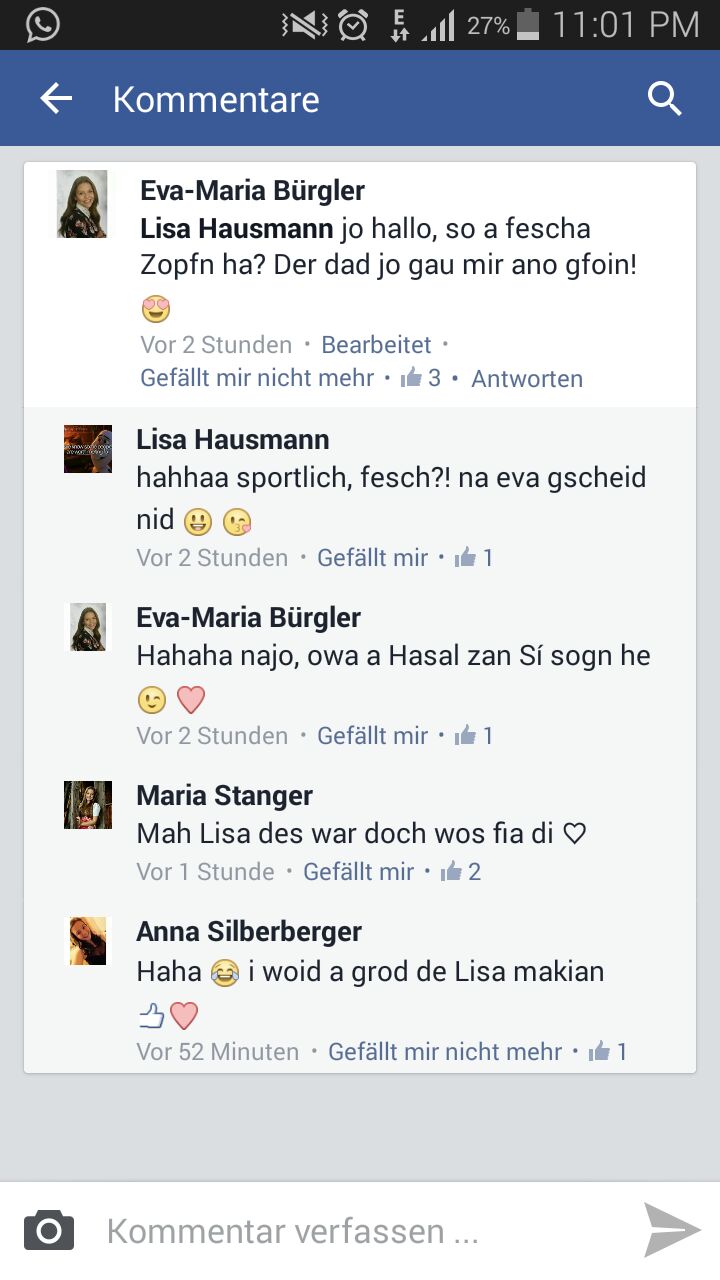 E 27% 11:01 PM
Kommentare
Eva-Maria Bürgler
Lisa Hausmann jo hallo, so a fescha
Zopfn ha? Der dad jo gau mir ano gfoin!
😍
Vor 2 Stunden • Bearbeitet •
Gefällt mir nicht mehr • 3 • Antworten
Lisa Hausmann
hahhaa sportlich, fesch?! na eva gscheid
nid 😃 😘
Vor 2 Stunden • Gefällt mir • 1
Eva-Maria Bürgler
Hahaha najo, owa a Hasal zan Sí sogn he
😉 ❤
Vor 2 Stunden • Gefällt mir • 1
Maria Stanger
Mah Lisa des war doch wos fia di ♡
Vor 1 Stunde • Gefällt mir • 2
Anna Silberberger
Haha 😂 i woid a grod de Lisa makian
👍❤
Vor 52 Minuten • Gefällt mir nicht mehr • 1
Kommentar verfassen ...